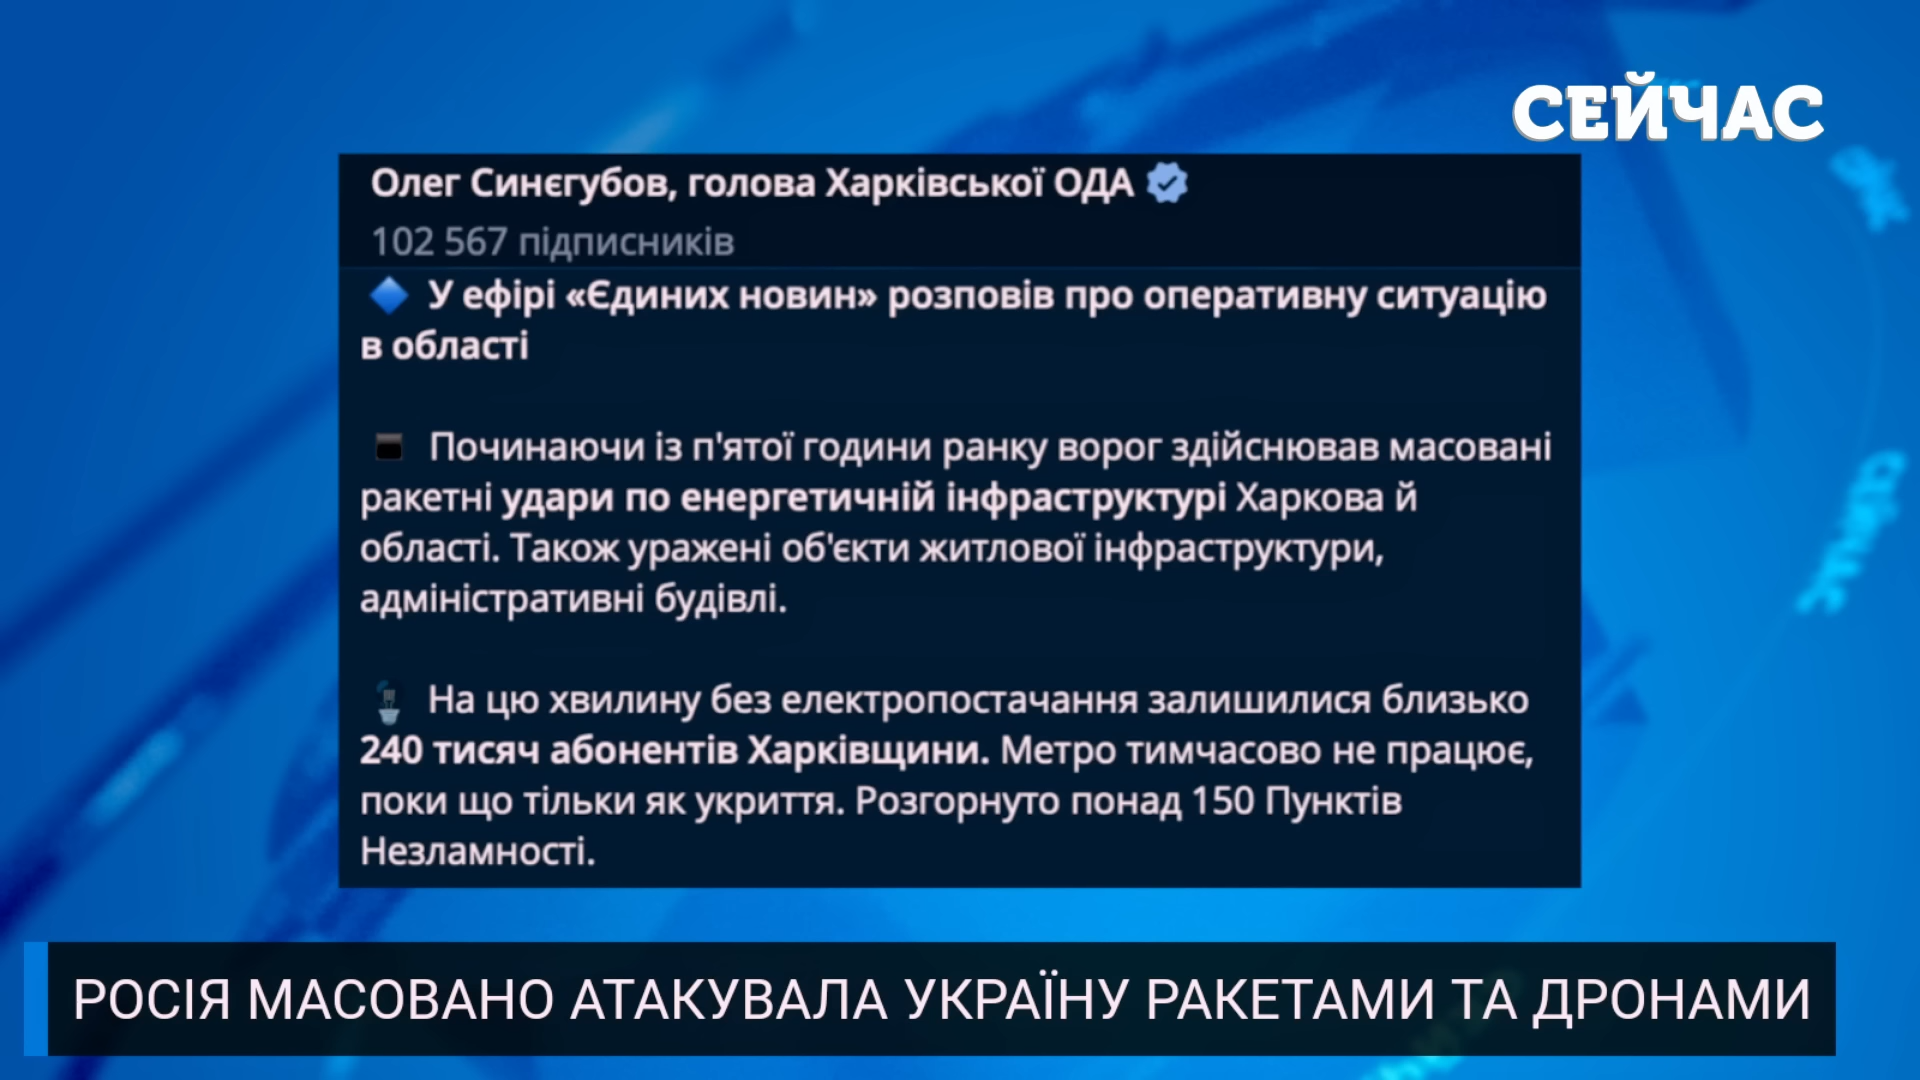 СЕЙЧАС
Олег Синєгубов, голова Харківської ОДА
102 567 підписників
У ефірі «Єдиних новин» розповів про оперативну ситуацію
в області
Починаючи із п'ятої години ранку ворог здійснював масовані
ракетні удари по енергетичній інфраструктурі Харкова й
області. Також уражені об'єкти житлової інфраструктури,
адміністративні будівлі.
На цю хвилину без електропостачання залишилися близько
240 тисяч абонентів Харківщини. Метро тимчасово не працює,
поки що тільки як укриття. Розгорнуто понад 150 Пунктів
Незламності.
РОСІЯ МАСОВАНО АТАКУВАЛА УКРАЇНУ РАКЕТАМИ ТА ДРОНАМИ